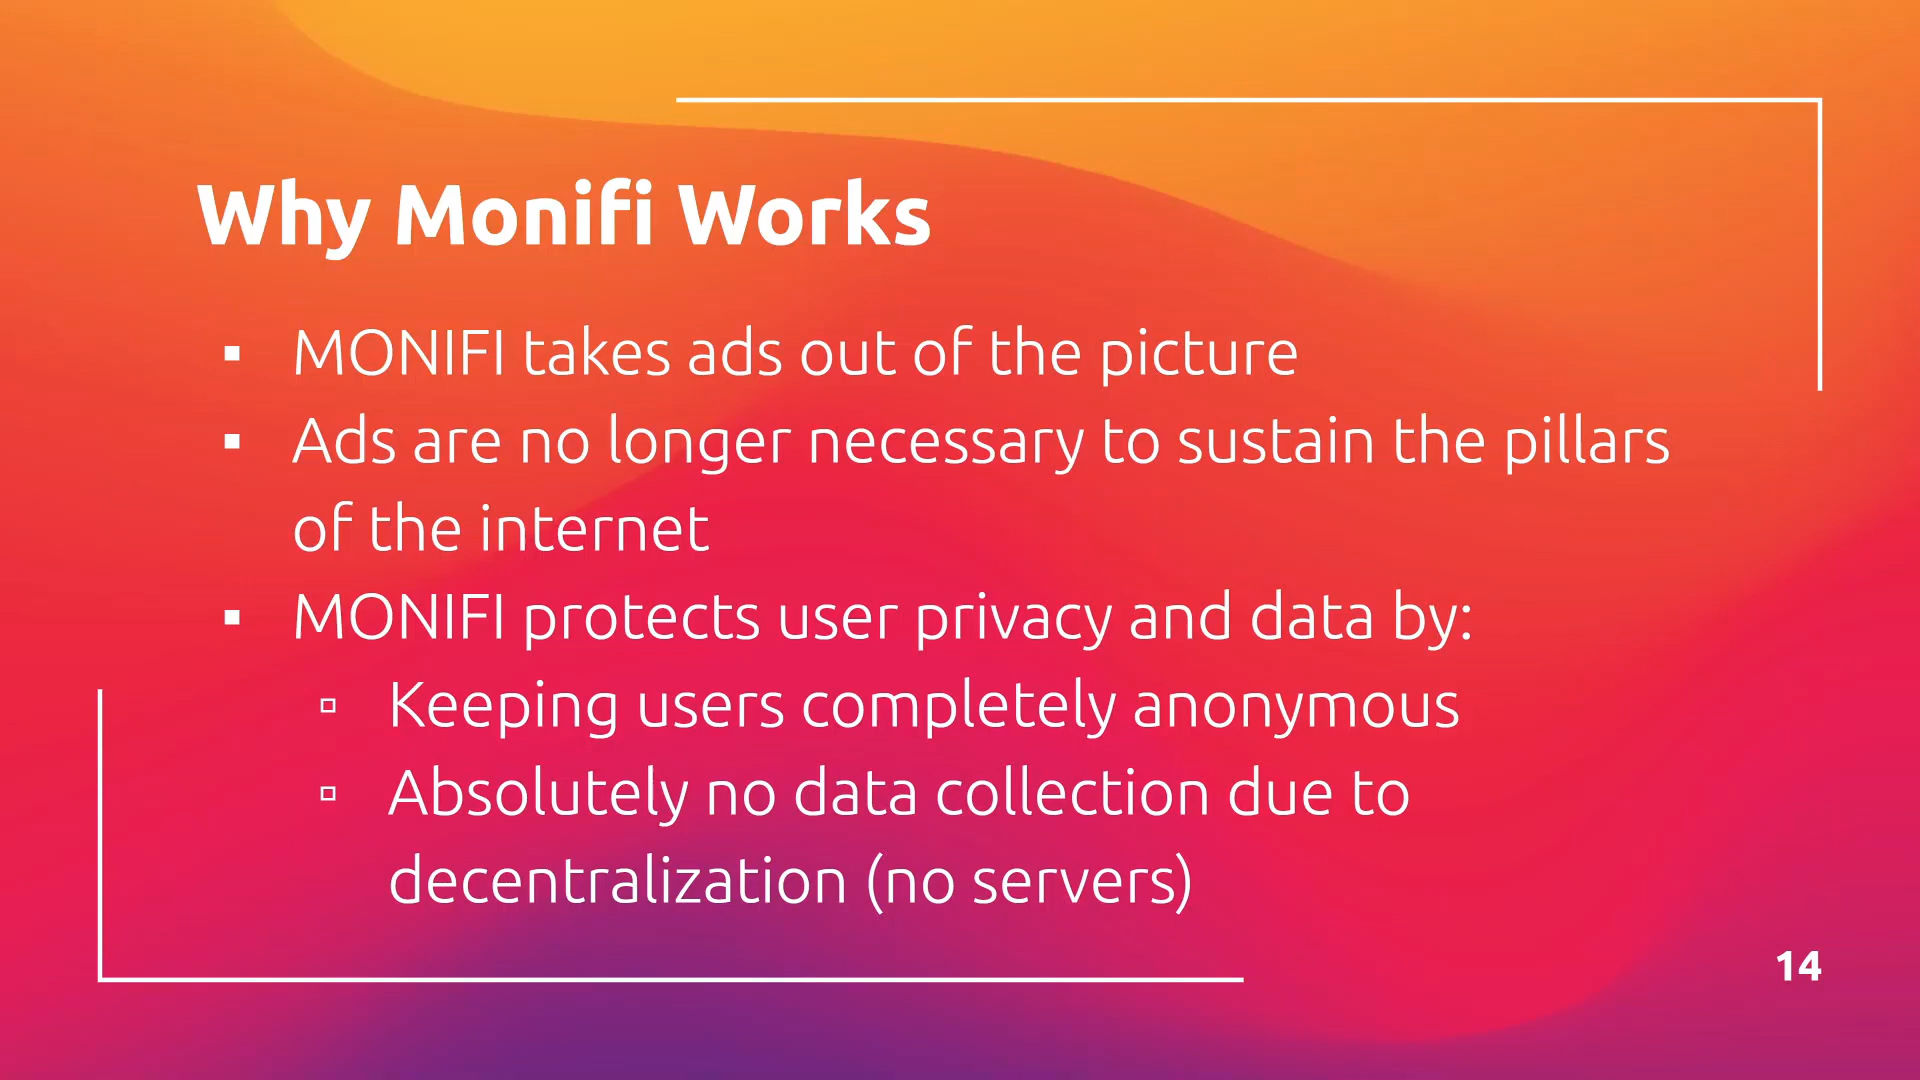 Why Monifi Works
▪ MONIFI takes ads out of the picture
▪ Ads are no longer necessary to sustain the pillars
of the internet
▪ MONIFI protects user privacy and data by:
▫ Keeping users completely anonymous
▫ Absolutely no data collection due to
decentralization (no servers)
14